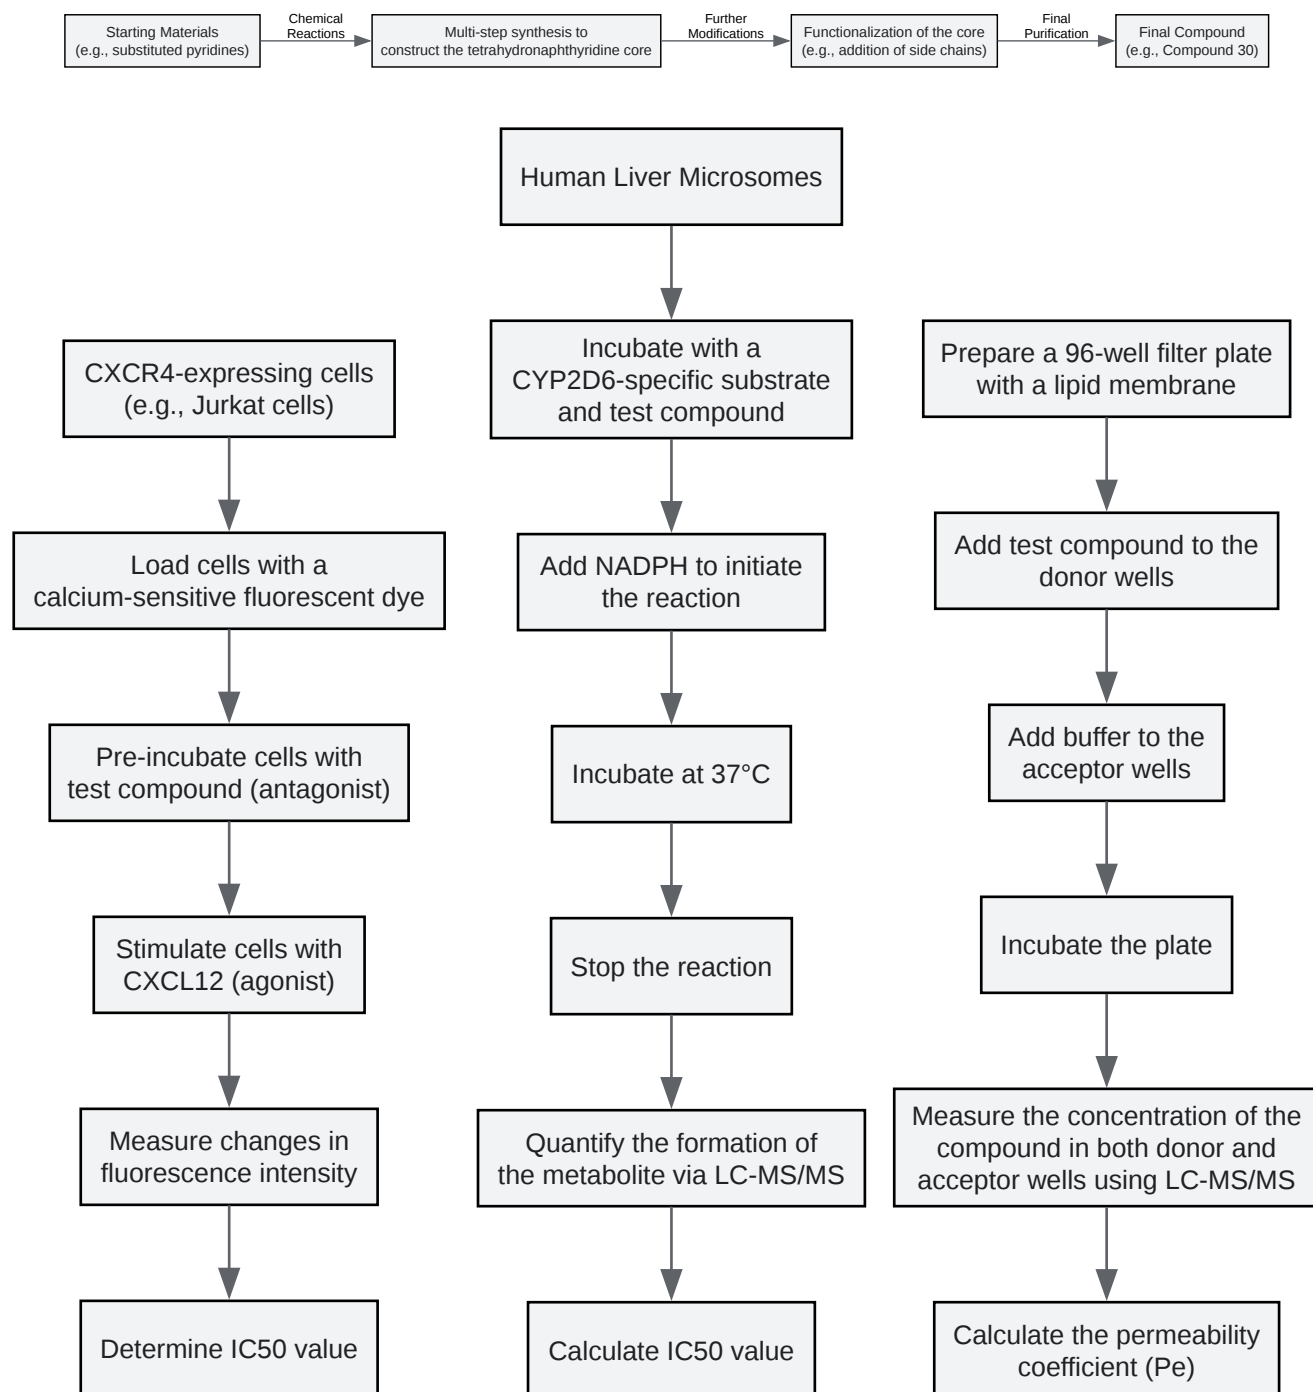 Starting Materials
(e.g., substituted pyridines)
Chemical
Reactions
Multi-step synthesis to
construct the tetrahydronaphthyridine core
Further
Modifications
Functionalization of the core
(e.g., addition of side chains)
Final
Purification
Final Compound
(e.g., Compound 30)
CXCR4-expressing cells
(e.g., Jurkat cells)
Load cells with a
calcium-sensitive fluorescent dye
Pre-incubate cells with
test compound (antagonist)
Stimulate cells with
CXCL12 (agonist)
Measure changes in
fluorescence intensity
Determine IC50 value
Human Liver Microsomes
Incubate with a
CYP2D6-specific substrate
and test compound
Add NADPH to initiate
the reaction
Incubate at 37°C
Stop the reaction
Quantify the formation of
the metabolite via LC-MS/MS
Calculate IC50 value
Prepare a 96-well filter plate
with a lipid membrane
Add test compound to the
donor wells
Add buffer to the
acceptor wells
Incubate the plate
Measure the concentration of the
compound in both donor and
acceptor wells using LC-MS/MS
Calculate the permeability
coefficient (Pe)